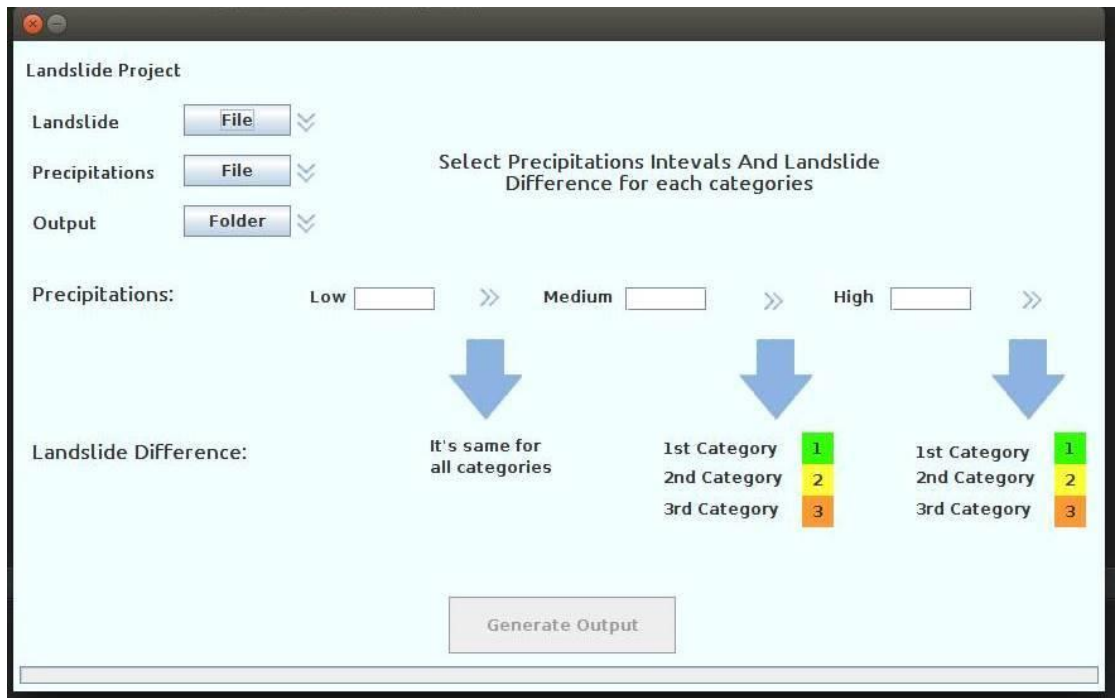 Landslide Project
Landslide File
Precipitations File
Select Precipitations Intevals And Landslide
Difference for each categories
Output Folder
Precipitations: Low Medium High
Landslide Difference:
It's same for
all categories
1st Category 1
2nd Category 2
3rd Category 3
1st Category 1
2nd Category 2
3rd Category 3
Generate Output